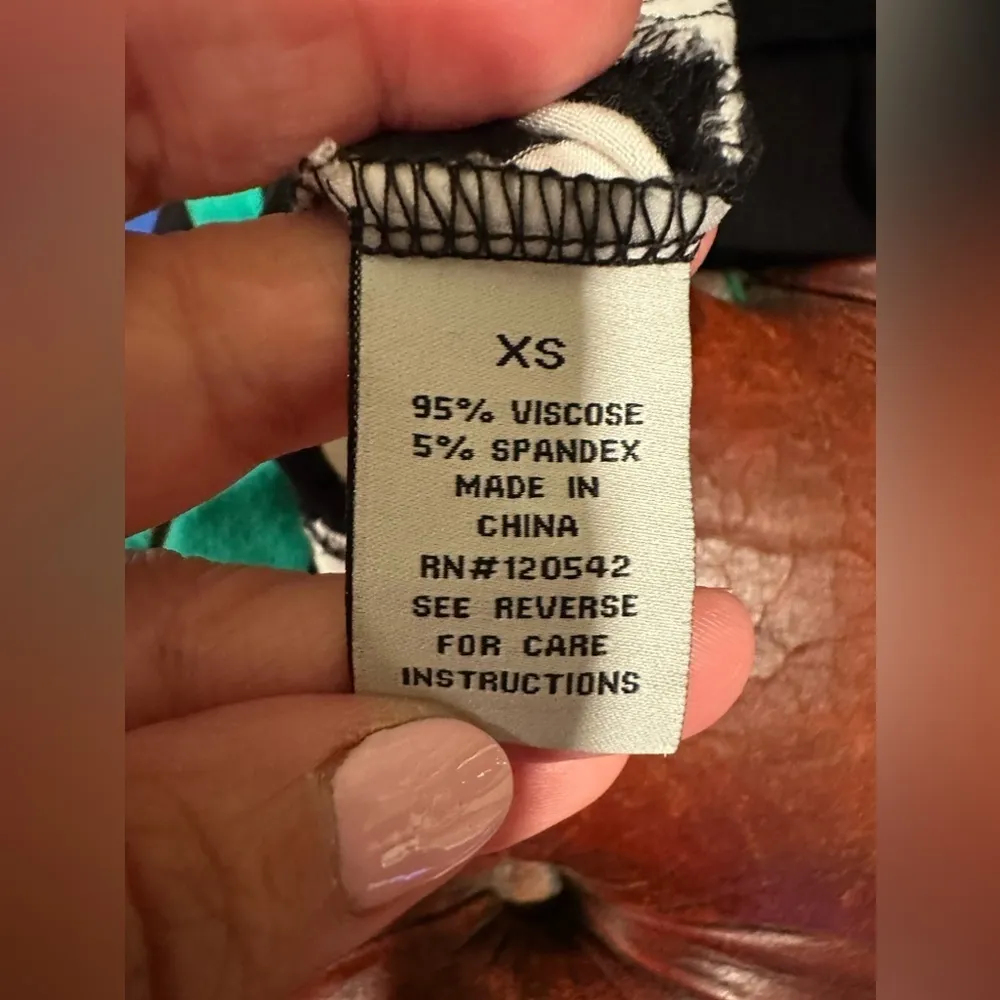 XS
95% VISCOSE
5% SPANDEX
MADE IN
CHINA
RN#120542
SEE REVERSE
FOR CARE
INSTRUCTIONS